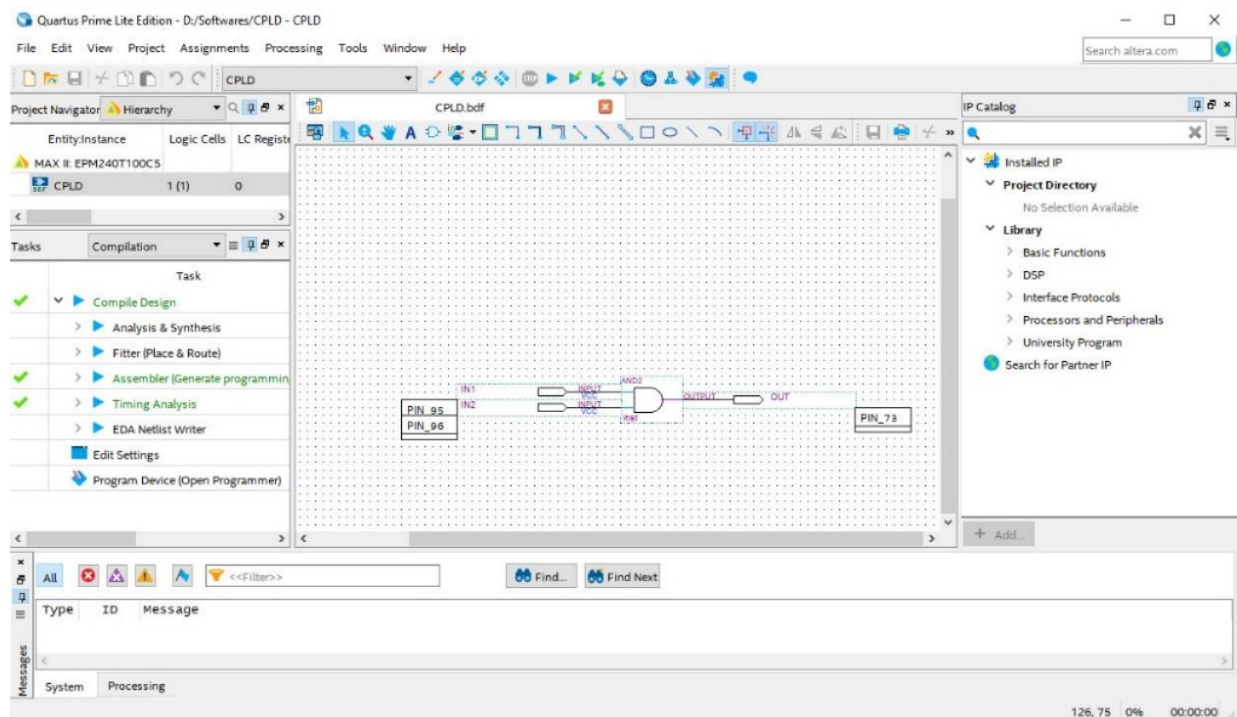 Quartus Prime Lite Edition - D:/Softwares/CPLD - CPLD
File Edit View Project Assignments Processing Tools Window Help
Search altera.com
CPLD
Project Navigator Hierarchy
Entity:Instance Logic Cells LC Registe
MAX II: EPM240T100C5
CPLD 1 (1) 0
Tasks Compilation
Task
Compile Design
Analysis & Synthesis
Fitter (Place & Route)
Assembler (Generate programmin
Timing Analysis
EDA Netlist Writer
Edit Settings
Program Device (Open Programmer)
CPLD.bdf
IN1 INPUT
VCC
IN2 INPUT
VCC
AND2
inst
OUTPUT OUT
PIN_95
PIN_96
PIN_73
IP Catalog
Installed IP
Project Directory
No Selection Available
Library
Basic Functions
DSP
Interface Protocols
Processors and Peripherals
University Program
Search for Partner IP
+ Add...
All <<Filter>> Find... Find Next
Type ID Message
Messages
System Processing
126, 75 0% 00:00:00